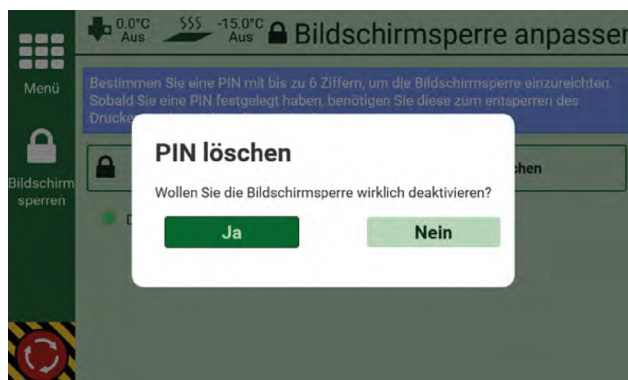 0.0°C
Aus
-15.0°C
Aus
Bildschirmsperre anpasser
Menü
Bestimmen Sie eine PIN mit bis zu 6 Ziffern, um die Bildschirmsperre einzureichten.
Sobald Sie eine PIN festgelegt haben, benötigen Sie diese zum entsperren des
Drucke
Bildschirm
sperren
PIN löschen
Wollen Sie die Bildschirmsperre wirklich deaktivieren?
Ja
Nein
chen